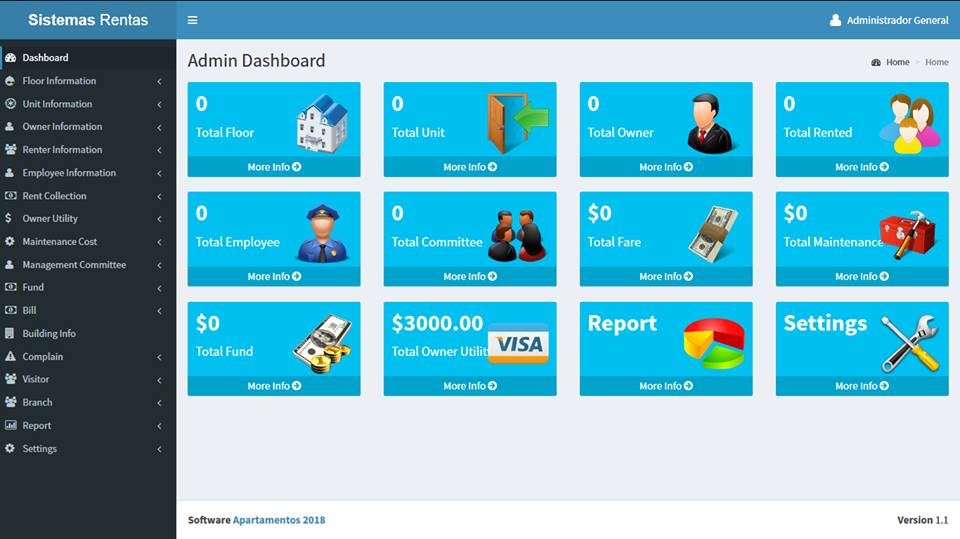 Sistemas Rentas
Administrador General
Dashboard
Floor Information
Unit Information
Owner Information
Renter Information
Employee Information
Rent Collection
Owner Utility
Maintenance Cost
Management Committee
Fund
Bill
Building Info
Complain
Visitor
Branch
Report
Settings
Admin Dashboard
Home > Home
0
Total Floor
More Info
0
Total Unit
More Info
0
Total Owner
More Info
0
Total Rented
More Info
0
Total Employee
More Info
0
Total Committee
More Info
$0
Total Fare
More Info
$0
Total Maintenance
More Info
$0
Total Fund
More Info
$3000.00
Total Owner Utilit
VISA
More Info
Report
More Info
Settings
More Info
Software Apartamentos 2018
Version 1.1